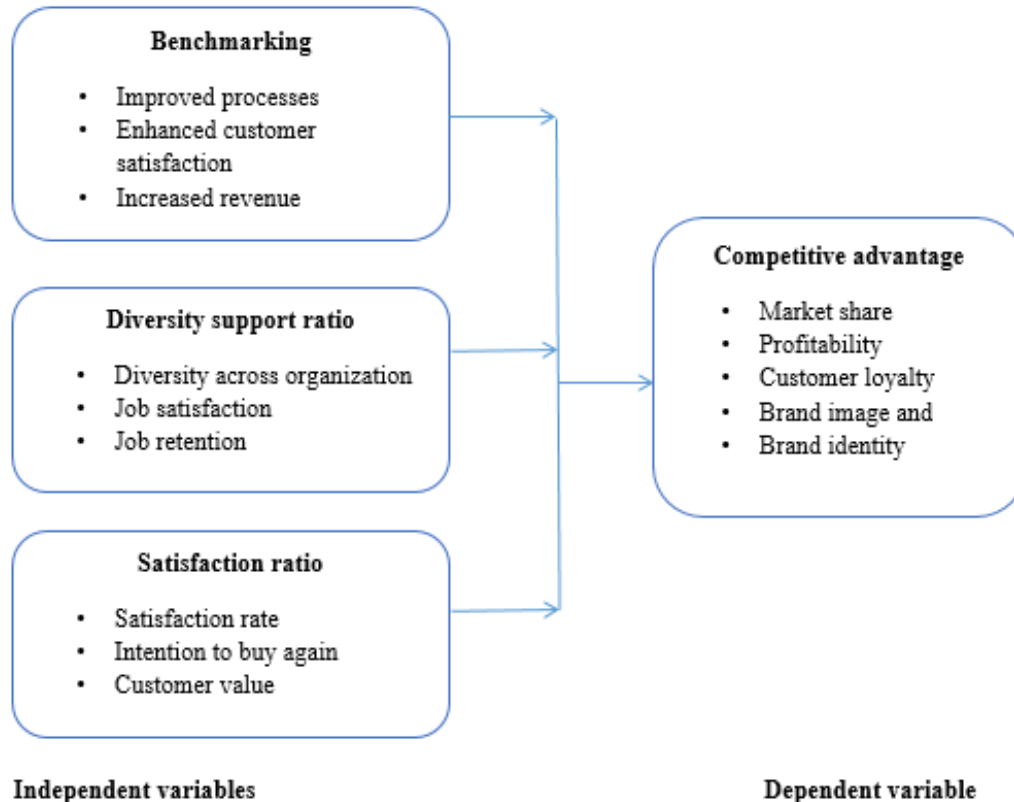 Benchmarking
• Improved processes
• Enhanced customer
satisfaction
• Increased revenue
Diversity support ratio
• Diversity across organization
• Job satisfaction
• Job retention
Satisfaction ratio
• Satisfaction rate
• Intention to buy again
• Customer value
Competitive advantage
• Market share
• Profitability
• Customer loyalty
• Brand image and
• Brand identity
Independent variables
Dependent variable